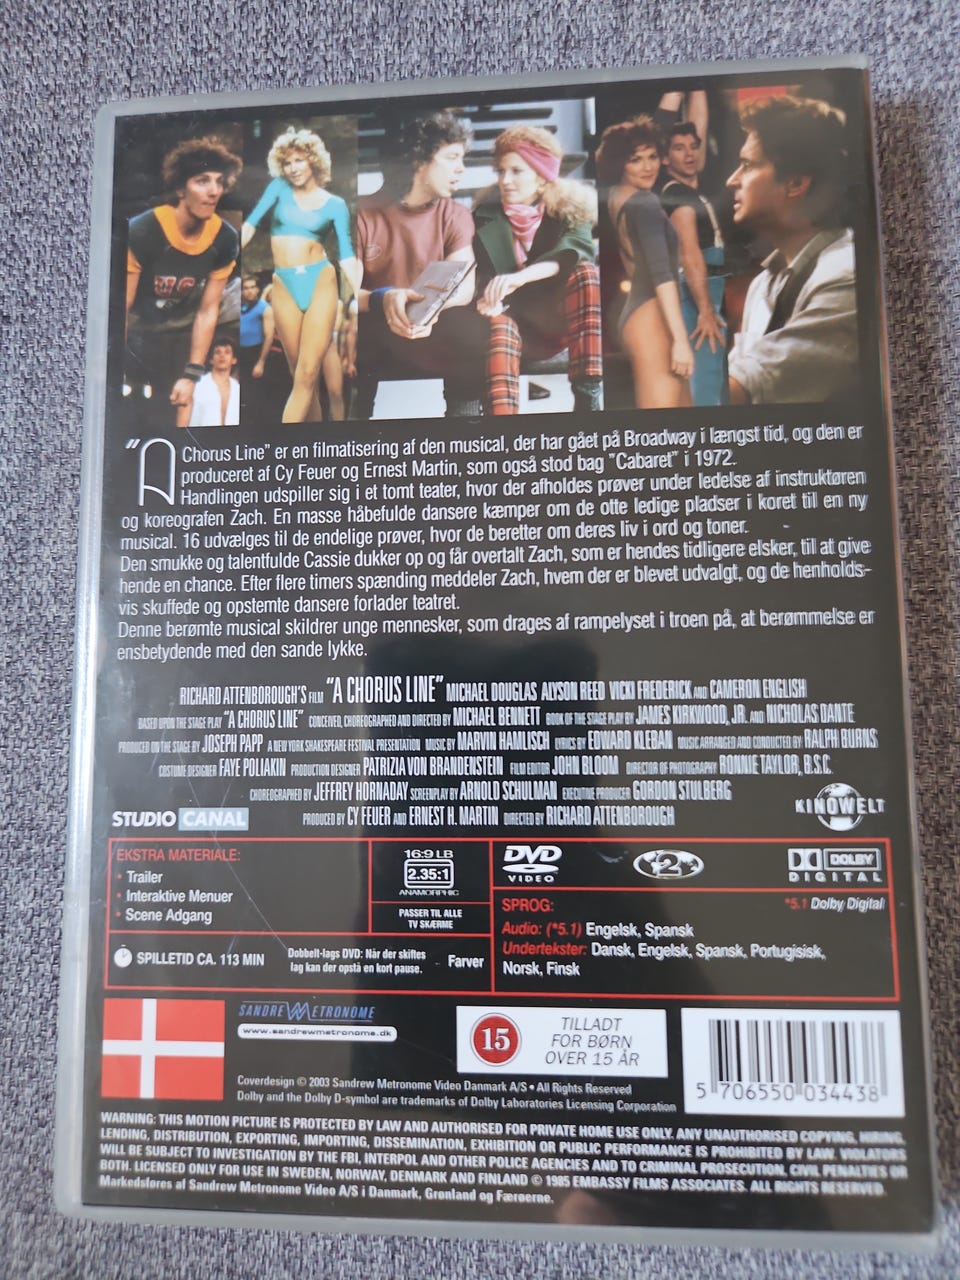 "A Chorus Line" er en filmatisering af den musical, der har gået på Broadway i længst tid, og den er
produceret af Cy Feuer og Ernest Martin, som også stod bag "Cabaret" i 1972.
Handlingen udspiller sig i et tomt teater, hvor der afholdes prøver under ledelse af instruktøren
og koreografen Zach. En masse håbefulde dansere kæmper om de otte ledige pladser i koret til en ny
musical. 16 udvælges til de endelige prøver, hvor de beretter om deres liv i ord og toner.
Den smukke og talentfulde Cassie dukker op og får overtalt Zach, som er hendes tidligere elsker, til at give
hende en chance. Efter flere timers spænding meddeler Zach, hvem der er blevet udvalgt, og de henholds-
vis skuffede og opstemte dansere forlader teatret.
Denne berømte musical skildrer unge mennesker, som drages af rampelyset i troen på, at berømmelse er
ensbetydende med den sande lykke.
RICHARD ATTENBOROUGH'S FILM "A CHORUS LINE" MICHAEL DOUGLAS ALYSON REED VICKI FREDERICK AND CAMERON ENGLISH
BASED UPON THE STAGE PLAY "A CHORUS LINE" CONCEIVED, CHOREOGRAPHED AND DIRECTED BY MICHAEL BENNETT BOOK OF THE STAGE PLAY BY JAMES KIRKWOOD, JR. AND NICHOLAS DANTE
PRODUCED ON THE STAGE BY JOSEPH PAPP A NEW YORK SHAKESPEARE FESTIVAL PRESENTATION MUSIC BY MARVIN HAMLISCH LYRICS BY EDWARD KLEBAN MUSIC ARRANGED AND CONDUCTED BY RALPH BURNS
COSTUME DESIGNER FAYE POLIAKIN PRODUCTION DESIGNER PATRIZIA VON BRANDENSTEIN FILM EDITOR JOHN BLOOM DIRECTOR OF PHOTOGRAPHY RONNIE TAYLOR, B.S.C.
CHOREOGRAPHED BY JEFFREY HORNADAY SCREENPLAY BY ARNOLD SCHULMAN EXECUTIVE PRODUCER GORDON STULBERG
PRODUCED BY CY FEUER AND ERNEST H. MARTIN DIRECTED BY RICHARD ATTENBOROUGH
STUDIO CANAL
KINOWELT
EKSTRA MATERIALE:
• Trailer
• Interaktive Menuer
• Scene Adgang
16:9 LB
2.35:1
ANAMORPHIC
PASSER TIL ALLE
TV SKÆRME
SPILLETID CA. 113 MIN
Dobbelt-lags DVD: Når der skiftes
lag kan der opstå en kort pause.
Farver
DVD
VIDEO
2
DOLBY
DIGITAL
*5.1 Dolby Digital
SPROG:
Audio: (*5.1) Engelsk, Spansk
Undertekster: Dansk, Engelsk, Spansk, Portugisisk,
Norsk, Finsk
SANDREW METRONOME
www.sandrewmetronome.dk
15
TILLADT
FOR BØRN
OVER 15 ÅR
5 706550 034438
Coverdesign © 2003 Sandrew Metronome Video Danmark A/S • All Rights Reserved
Dolby and the Dolby D-symbol are trademarks of Dolby Laboratories Licensing Corporation
WARNING: THIS MOTION PICTURE IS PROTECTED BY LAW AND AUTHORISED FOR PRIVATE HOME USE ONLY. ANY UNAUTHORISED COPYING, HIRING,
LENDING, DISTRIBUTION, EXPORTING, IMPORTING, DISSEMINATION, EXHIBITION OR PUBLIC PERFORMANCE IS PROHIBITED BY LAW. VIOLATORS
WILL BE SUBJECT TO INVESTIGATION BY THE FBI, INTERPOL AND OTHER POLICE AGENCIES AND TO CRIMINAL PROSECUTION, CIVIL PENALTIES OR
BOTH. LICENSED ONLY FOR USE IN SWEDEN, NORWAY, DENMARK AND FINLAND © 1985 EMBASSY FILMS ASSOCIATES. ALL RIGHTS RESERVED.
Markedsføres af Sandrew Metronome Video A/S i Danmark, Grønland og Færøerne.